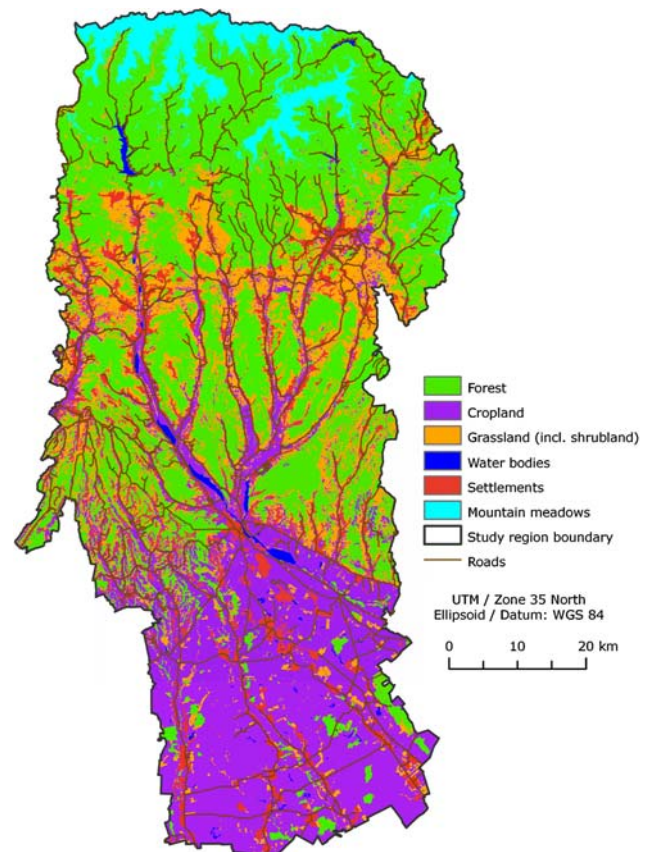 Forest
Cropland
Grassland (incl. shrubland)
Water bodies
Settlements
Mountain meadows
Study region boundary
Roads
UTM / Zone 35 North
Ellipsoid / Datum: WGS 84
0 10 20 km